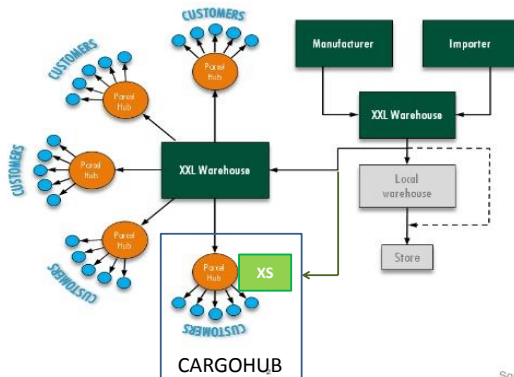 CUSTOMERS
Parcel
Hub
CUSTOMERS
Parcel
Hub
Manufacturer
Importer
XXL Warehouse
CUSTOMERS
Parcel
Hub
XXL Warehouse
Local
warehouse
CUSTOMERS
Parcel
Hub
Parcel
Hub
XS
Store
CUSTOMERS
CARGOHUB